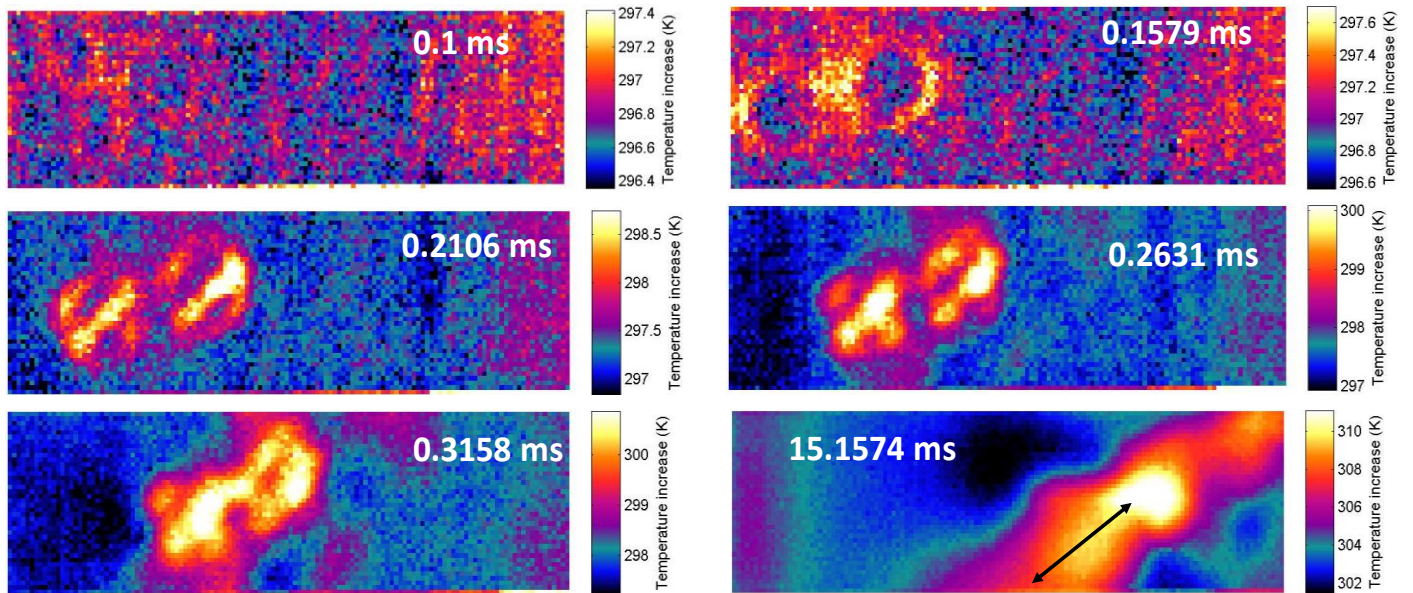 0.1 ms
297.4
297.2
297
296.8
296.6
296.4
Temperature increase (K)
0.1579 ms
297.6
297.4
297.2
297
296.8
296.6
Temperature increase (K)
0.2106 ms
298.5
298
297.5
297
Temperature increase (K)
0.2631 ms
300
299
298
297
Temperature increase (K)
0.3158 ms
300
299
298
Temperature increase (K)
15.1574 ms
310
308
306
304
302
Temperature increase (K)